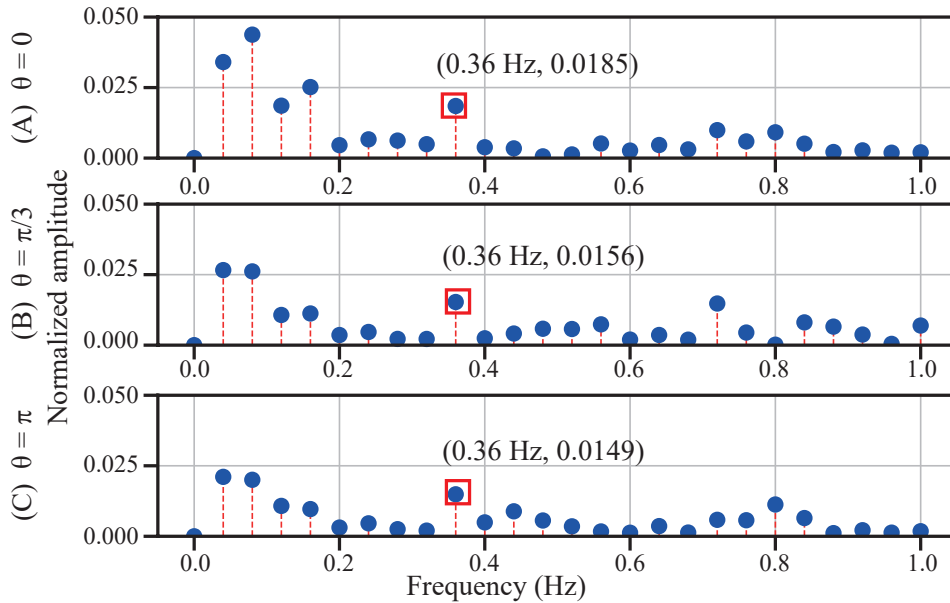 (A) θ = 0
0.050
0.025
0.000
(0.36 Hz, 0.0185)
0.0 0.2 0.4 0.6 0.8 1.0
Normalized amplitude
(B) θ = π/3
0.050
0.025
0.000
(0.36 Hz, 0.0156)
0.0 0.2 0.4 0.6 0.8 1.0
(C) θ = π
0.050
0.025
0.000
(0.36 Hz, 0.0149)
0.0 0.2 0.4 0.6 0.8 1.0
Frequency (Hz)